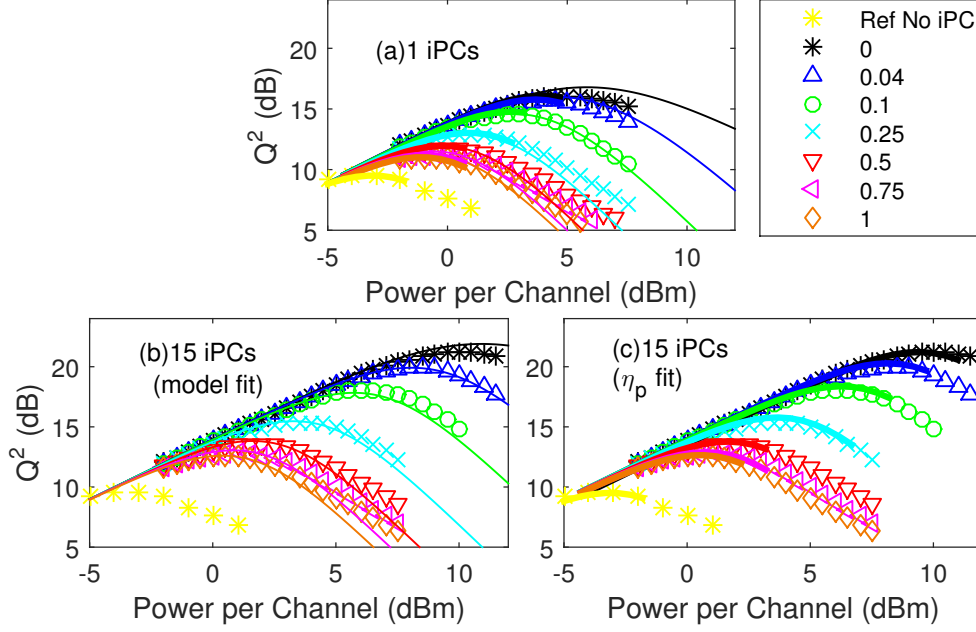 20
15
10
5
Q² (dB)
(a)1 iPCs
-5 0 5 10
Power per Channel (dBm)
Ref No iPC
0
0.04
0.1
0.25
0.5
0.75
1
20
15
10
5
Q² (dB)
(b)15 iPCs
(model fit)
-5 0 5 10
Power per Channel (dBm)
20
15
10
5
(c)15 iPCs
(ηp fit)
-5 0 5 10
Power per Channel (dBm)